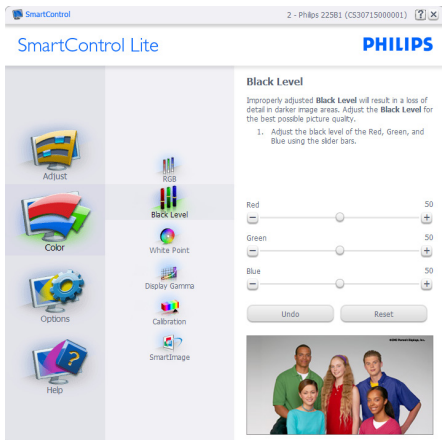 SmartControl
2 - Philips 225B1 (CS30715000001)
? ×
SmartControl Lite
PHILIPS
Adjust
Color
Options
Help
RGB
Black Level
White Point
Display Gamma
Calibration
SmartImage
Black Level
Improperly adjusted Black Level will result in a loss of
detail in darker image areas. Adjust the Black Level for
the best possible picture quality.
1. Adjust the black level of the Red, Green, and
Blue using the slider bars.
Red 50
Green 50
Blue 50
Undo
Reset